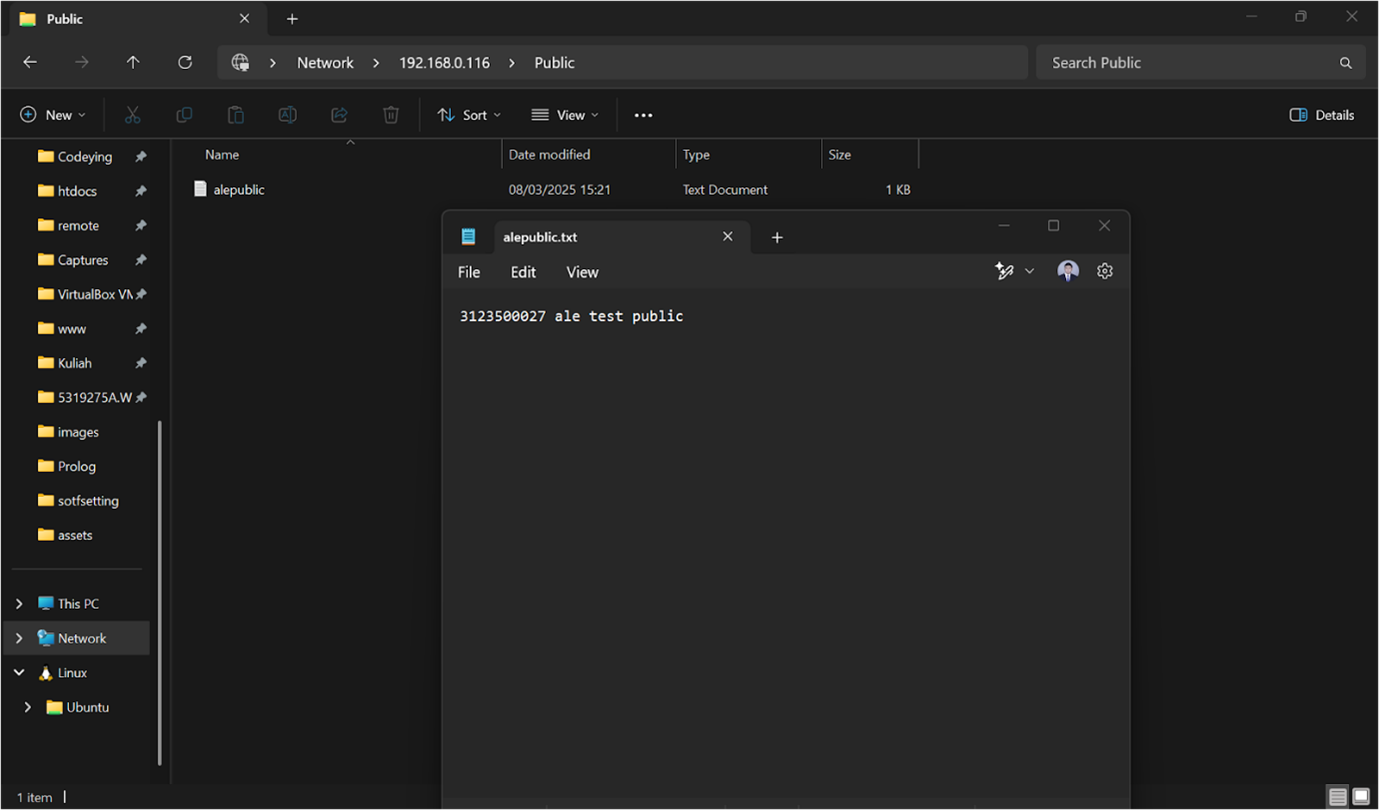 Public
Network > 192.168.0.116 > Public
Search Public
New
Sort
View
Details
Name Date modified Type Size
alepublic 08/03/2025 15:21 Text Document 1 KB
Codeying
htdocs
remote
Captures
VirtualBox VM
www
Kuliah
5319275A.W
images
Prolog
sotfsetting
assets
This PC
Network
Linux
Ubuntu
1 item
alepublic.txt
File Edit View
3123500027 ale test public